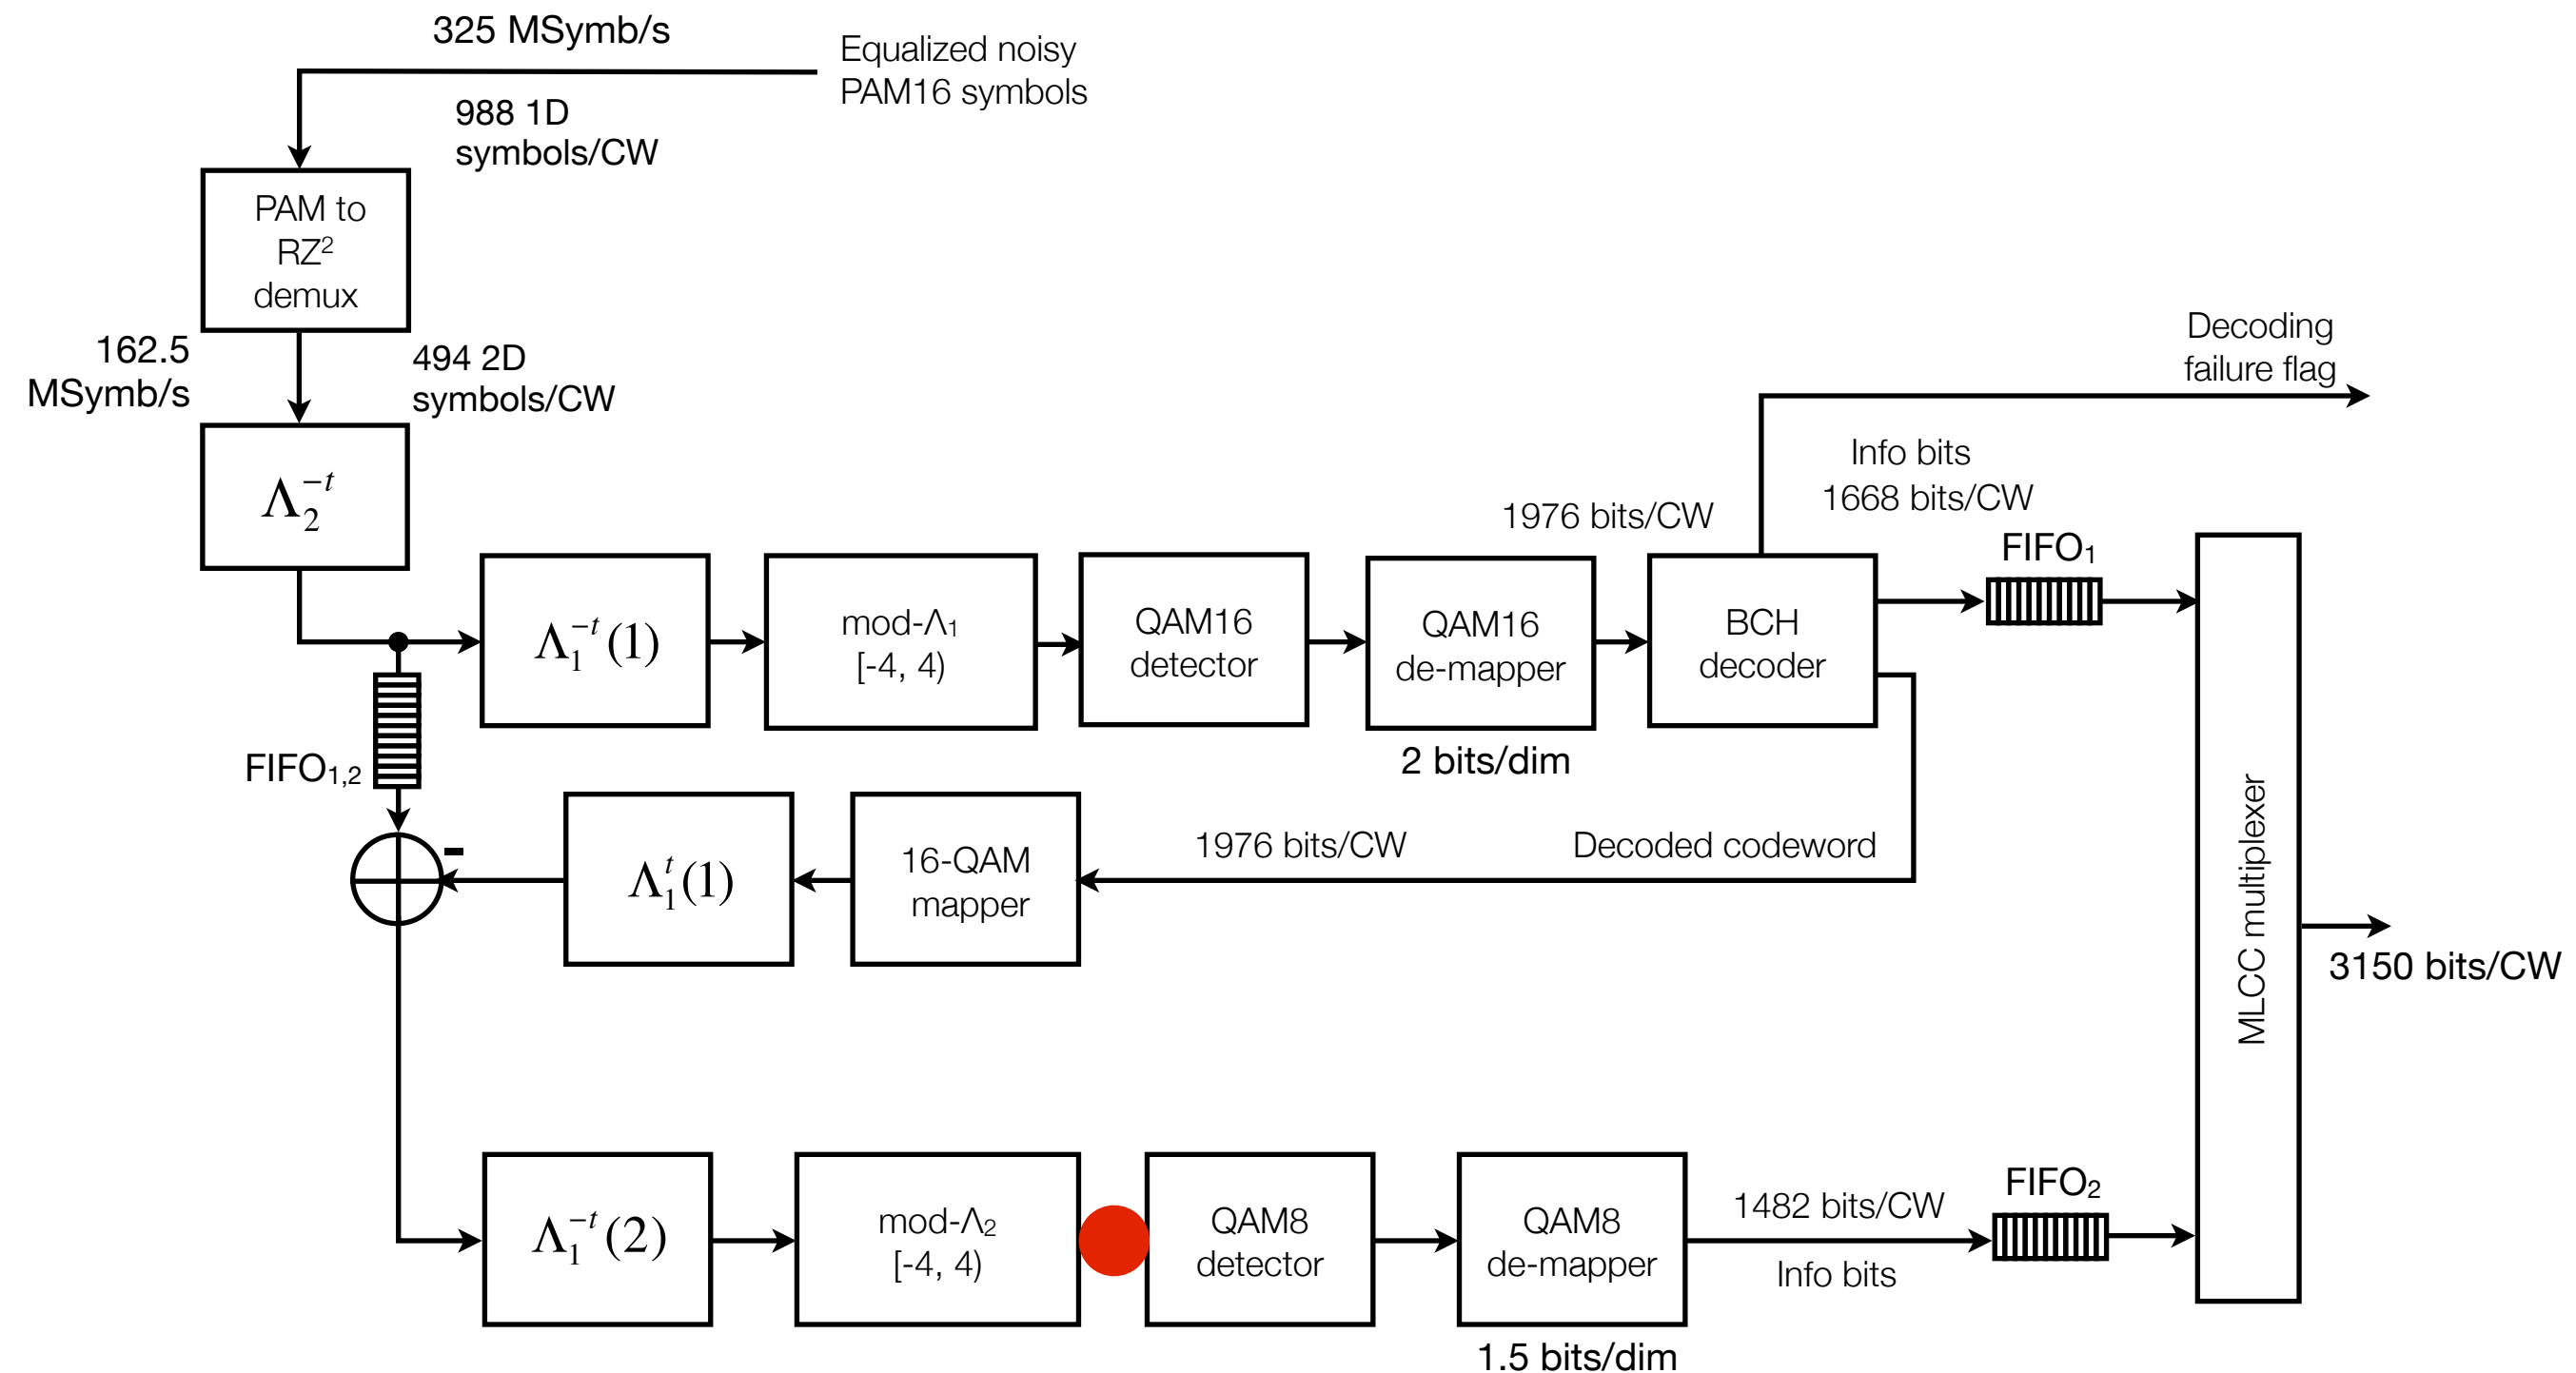 325 MSymb/s
Equalized noisy
PAM16 symbols
988 1D
symbols/CW
PAM to
RZ²
demux
162.5
MSymb/s
494 2D
symbols/CW
Λ₂⁻ᵗ
Decoding
failure flag
Info bits
1668 bits/CW
1976 bits/CW
FIFO₁
Λ₁⁻ᵗ(1)
mod-Λ₁
[-4, 4)
QAM16
detector
QAM16
de-mapper
2 bits/dim
BCH
decoder
FIFO₁,₂
-
Λ₁ᵗ(1)
16-QAM
mapper
1976 bits/CW
Decoded codeword
MLCC multiplexer
3150 bits/CW
Λ₁⁻ᵗ(2)
mod-Λ₂
[-4, 4)
QAM8
detector
QAM8
de-mapper
1.5 bits/dim
1482 bits/CW
Info bits
FIFO₂